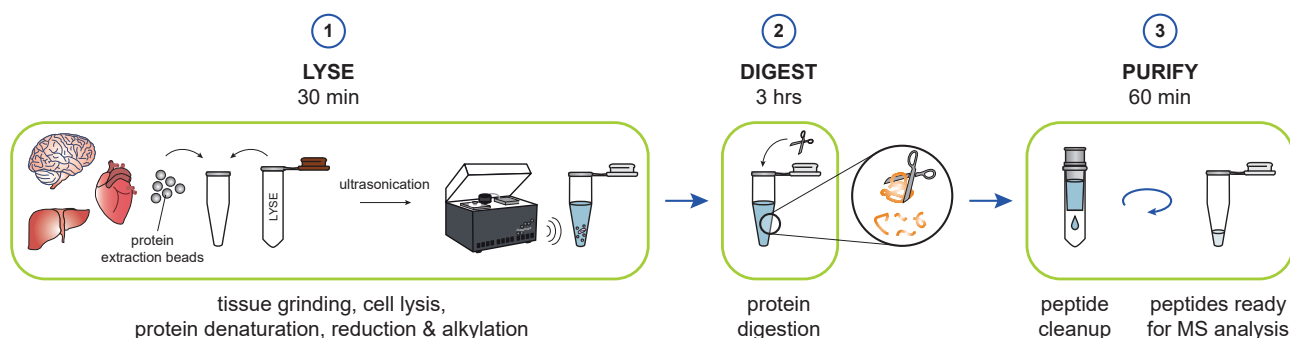 1
LYSE
30 min
protein
extraction beads
LYSE
ultrasonication
tissue grinding, cell lysis,
protein denaturation, reduction & alkylation
2
DIGEST
3 hrs
protein
digestion
3
PURIFY
60 min
peptide
cleanup
peptides ready
for MS analysis